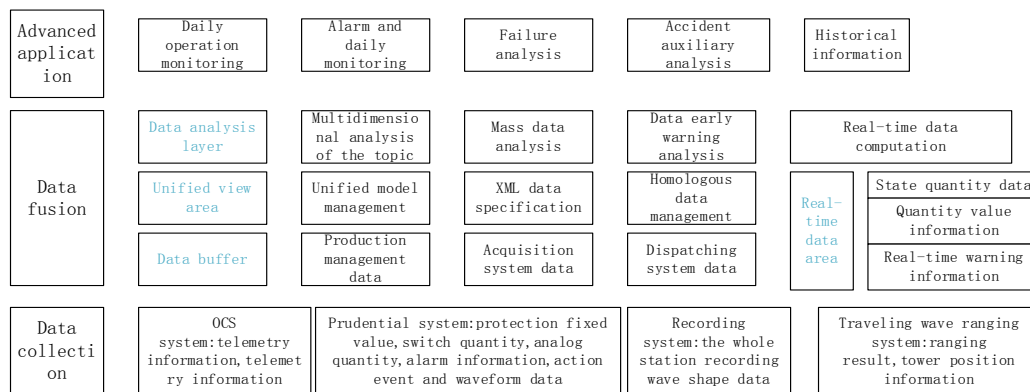 Advanced
applicat
ion
Daily
operation
monitoring
Alarm and
daily
monitoring
Failure
analysis
Accident
auxiliary
analysis
Historical
information
Data
fusion
Data analysis
layer
Multidimensio
nal analysis
of the topic
Mass data
analysis
Data early
warning
analysis
Real-time data
computation
Unified view
area
Unified model
management
XML data
specification
Homologous
data
management
Real-
time
data
area
State quantity data
Quantity value
information
Real-time warning
information
Data buffer
Production
management
data
Acquisition
system data
Dispatching
system data
Data
collecti
on
OCS
system:telemetry
information,telemet
ry information
Prudential system:protection fixed
value,switch quantity,analog
quantity,alarm information,action
event and waveform data
Recording
system:the whole
station recording
wave shape data
Traveling wave ranging
system:ranging
result,tower position
information